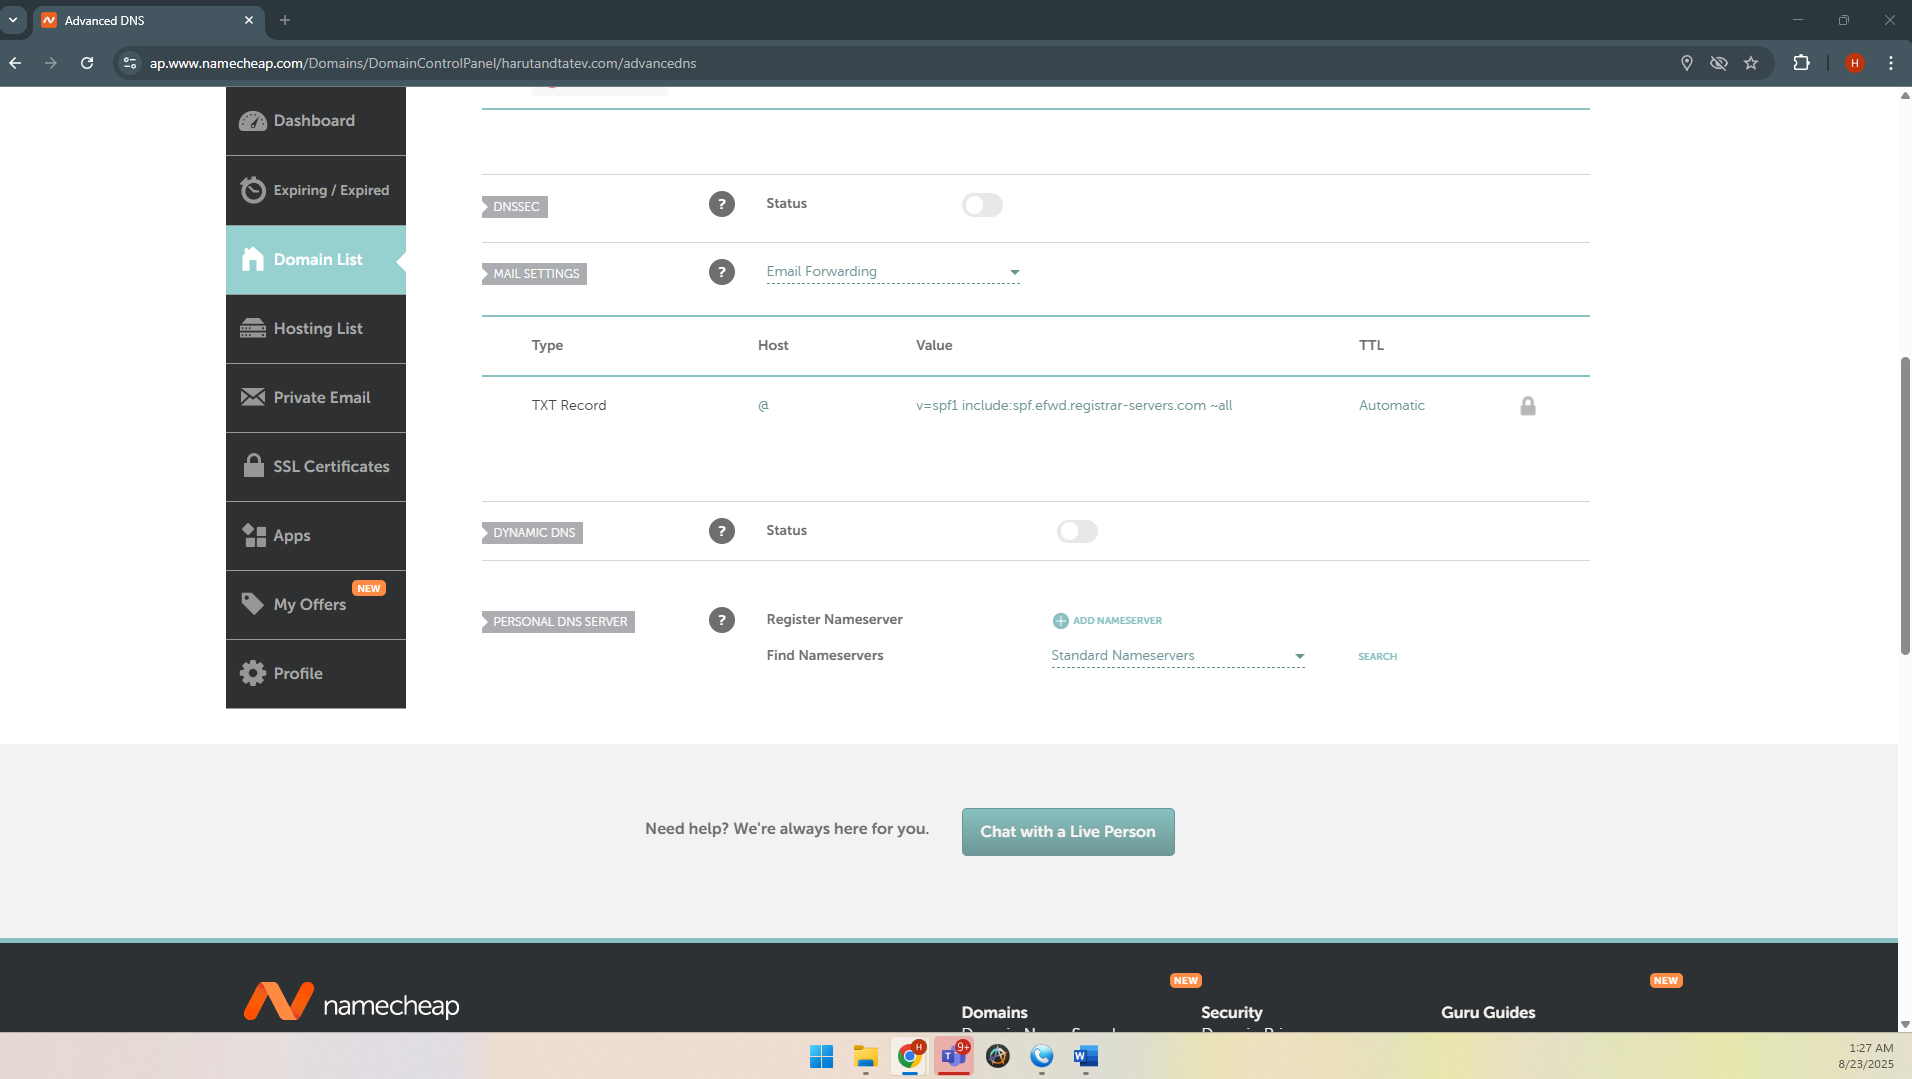 Advanced DNS
ap.www.namecheap.com/Domains/DomainControlPanel/harutandtatev.com/advancedns
H
Dashboard
Expiring / Expired
Domain List
Hosting List
Private Email
SSL Certificates
Apps
NEW
My Offers
Profile
DNSSEC
?
Status
MAIL SETTINGS
?
Email Forwarding
Type Host Value TTL
TXT Record @ v=spf1 include:spf.efwd.registrar-servers.com ~all Automatic
DYNAMIC DNS
?
Status
PERSONAL DNS SERVER
?
Register Nameserver
ADD NAMESERVER
Find Nameservers
Standard Nameservers
SEARCH
Need help? We're always here for you.
Chat with a Live Person
namecheap
NEW
NEW
Domains
Security
Guru Guides
H
T
9+
W
1:27 AM
8/23/2025